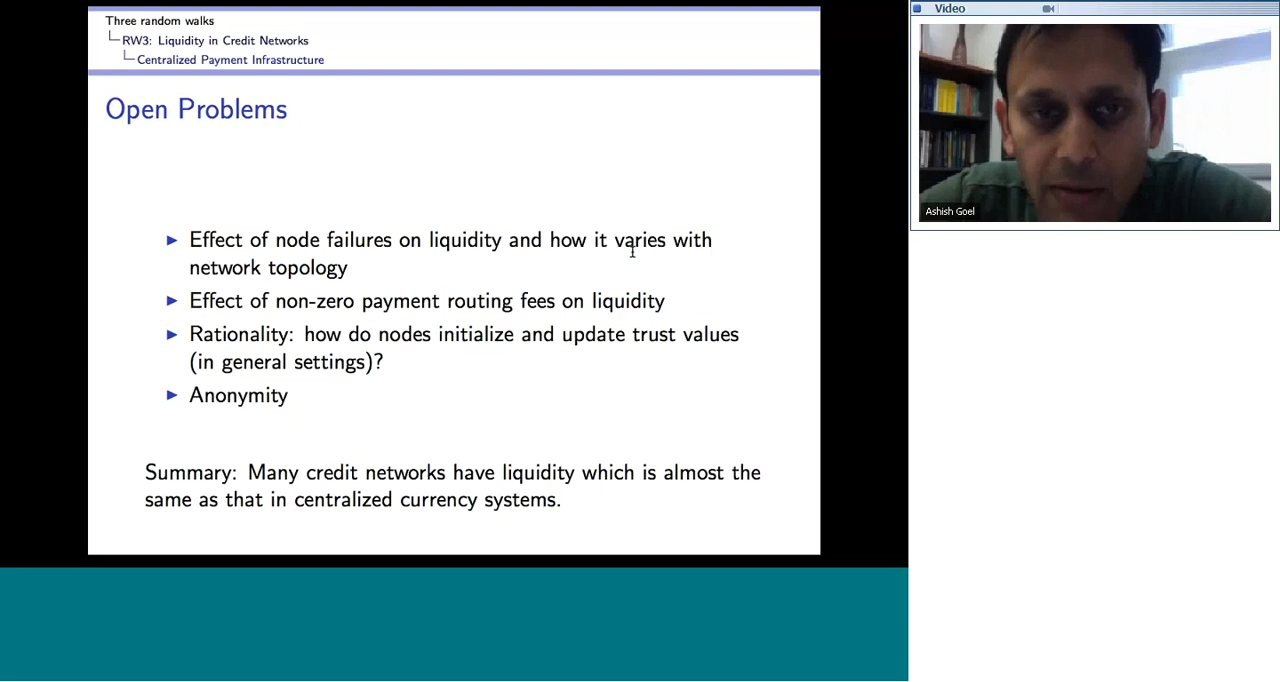 Three random walks
RW3: Liquidity in Credit Networks
Centralized Payment Infrastructure
Open Problems
Effect of node failures on liquidity and how it varies with
network topology
Effect of non-zero payment routing fees on liquidity
Rationality: how do nodes initialize and update trust values
(in general settings)?
Anonymity
Summary: Many credit networks have liquidity which is almost the
same as that in centralized currency systems.
Video
Ashish Goel